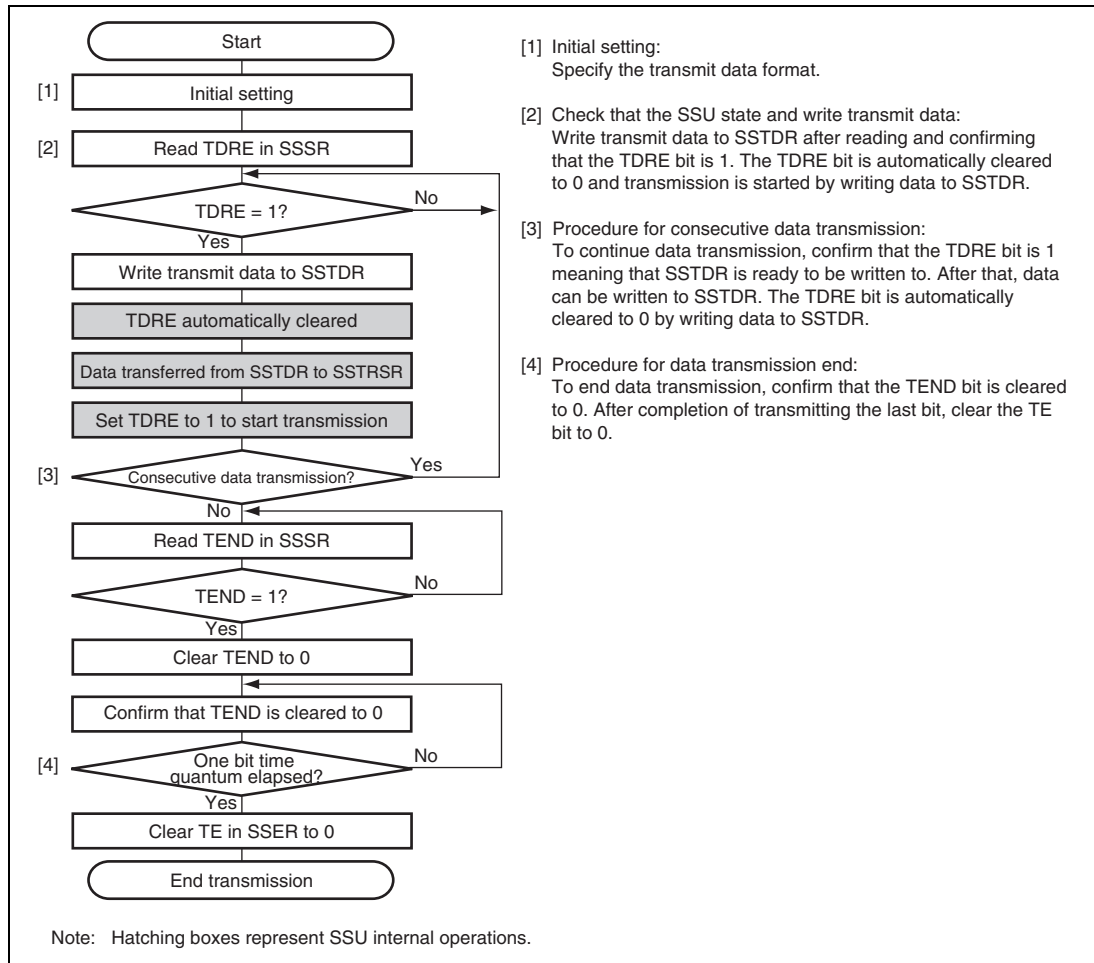 Start
[1] Initial setting
[2] Read TDRE in SSSR
TDRE = 1?
No
Yes
Write transmit data to SSTDR
TDRE automatically cleared
Data transferred from SSTDR to SSTRSR
Set TDRE to 1 to start transmission
[3] Consecutive data transmission?
Yes
No
Read TEND in SSSR
TEND = 1?
No
Yes
Clear TEND to 0
Confirm that TEND is cleared to 0
[4] One bit time
quantum elapsed?
No
Yes
Clear TE in SSER to 0
End transmission
[1] Initial setting:
Specify the transmit data format.
[2] Check that the SSU state and write transmit data:
Write transmit data to SSTDR after reading and confirming
that the TDRE bit is 1. The TDRE bit is automatically cleared
to 0 and transmission is started by writing data to SSTDR.
[3] Procedure for consecutive data transmission:
To continue data transmission, confirm that the TDRE bit is 1
meaning that SSTDR is ready to be written to. After that, data
can be written to SSTDR. The TDRE bit is automatically
cleared to 0 by writing data to SSTDR.
[4] Procedure for data transmission end:
To end data transmission, confirm that the TEND bit is cleared
to 0. After completion of transmitting the last bit, clear the TE
bit to 0.
Note: Hatching boxes represent SSU internal operations.